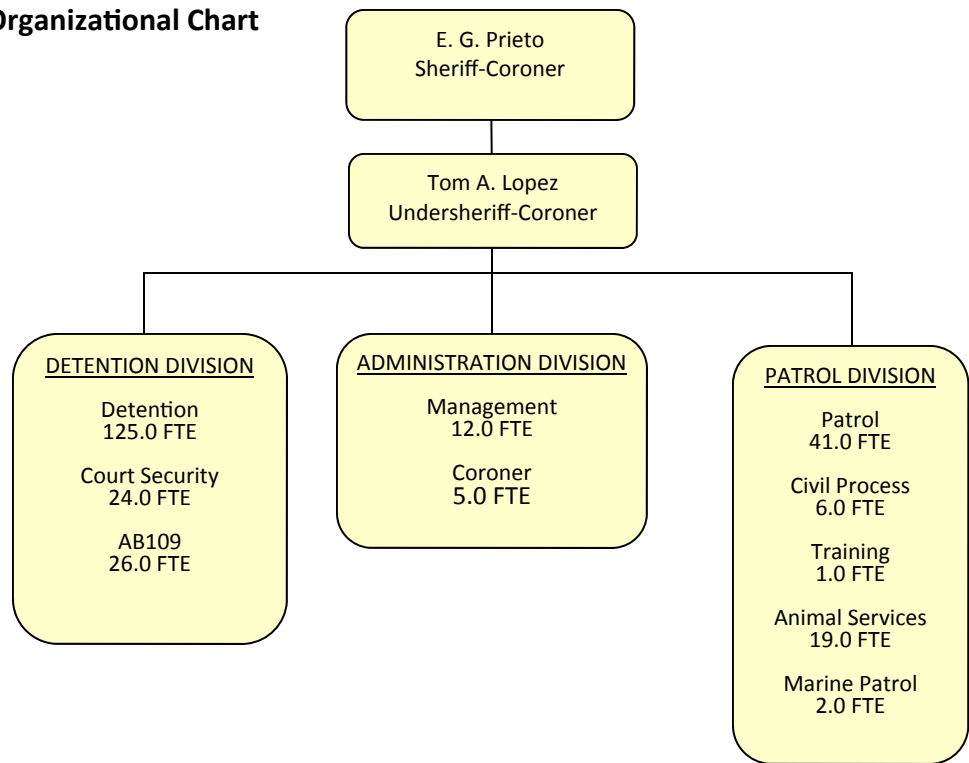 Organizational Chart
E. G. Prieto
Sheriff-Coroner
Tom A. Lopez
Undersheriff-Coroner
DETENTION DIVISION
Detention
125.0 FTE
Court Security
24.0 FTE
AB109
26.0 FTE
ADMINISTRATION DIVISION
Management
12.0 FTE
Coroner
5.0 FTE
PATROL DIVISION
Patrol
41.0 FTE
Civil Process
6.0 FTE
Training
1.0 FTE
Animal Services
19.0 FTE
Marine Patrol
2.0 FTE